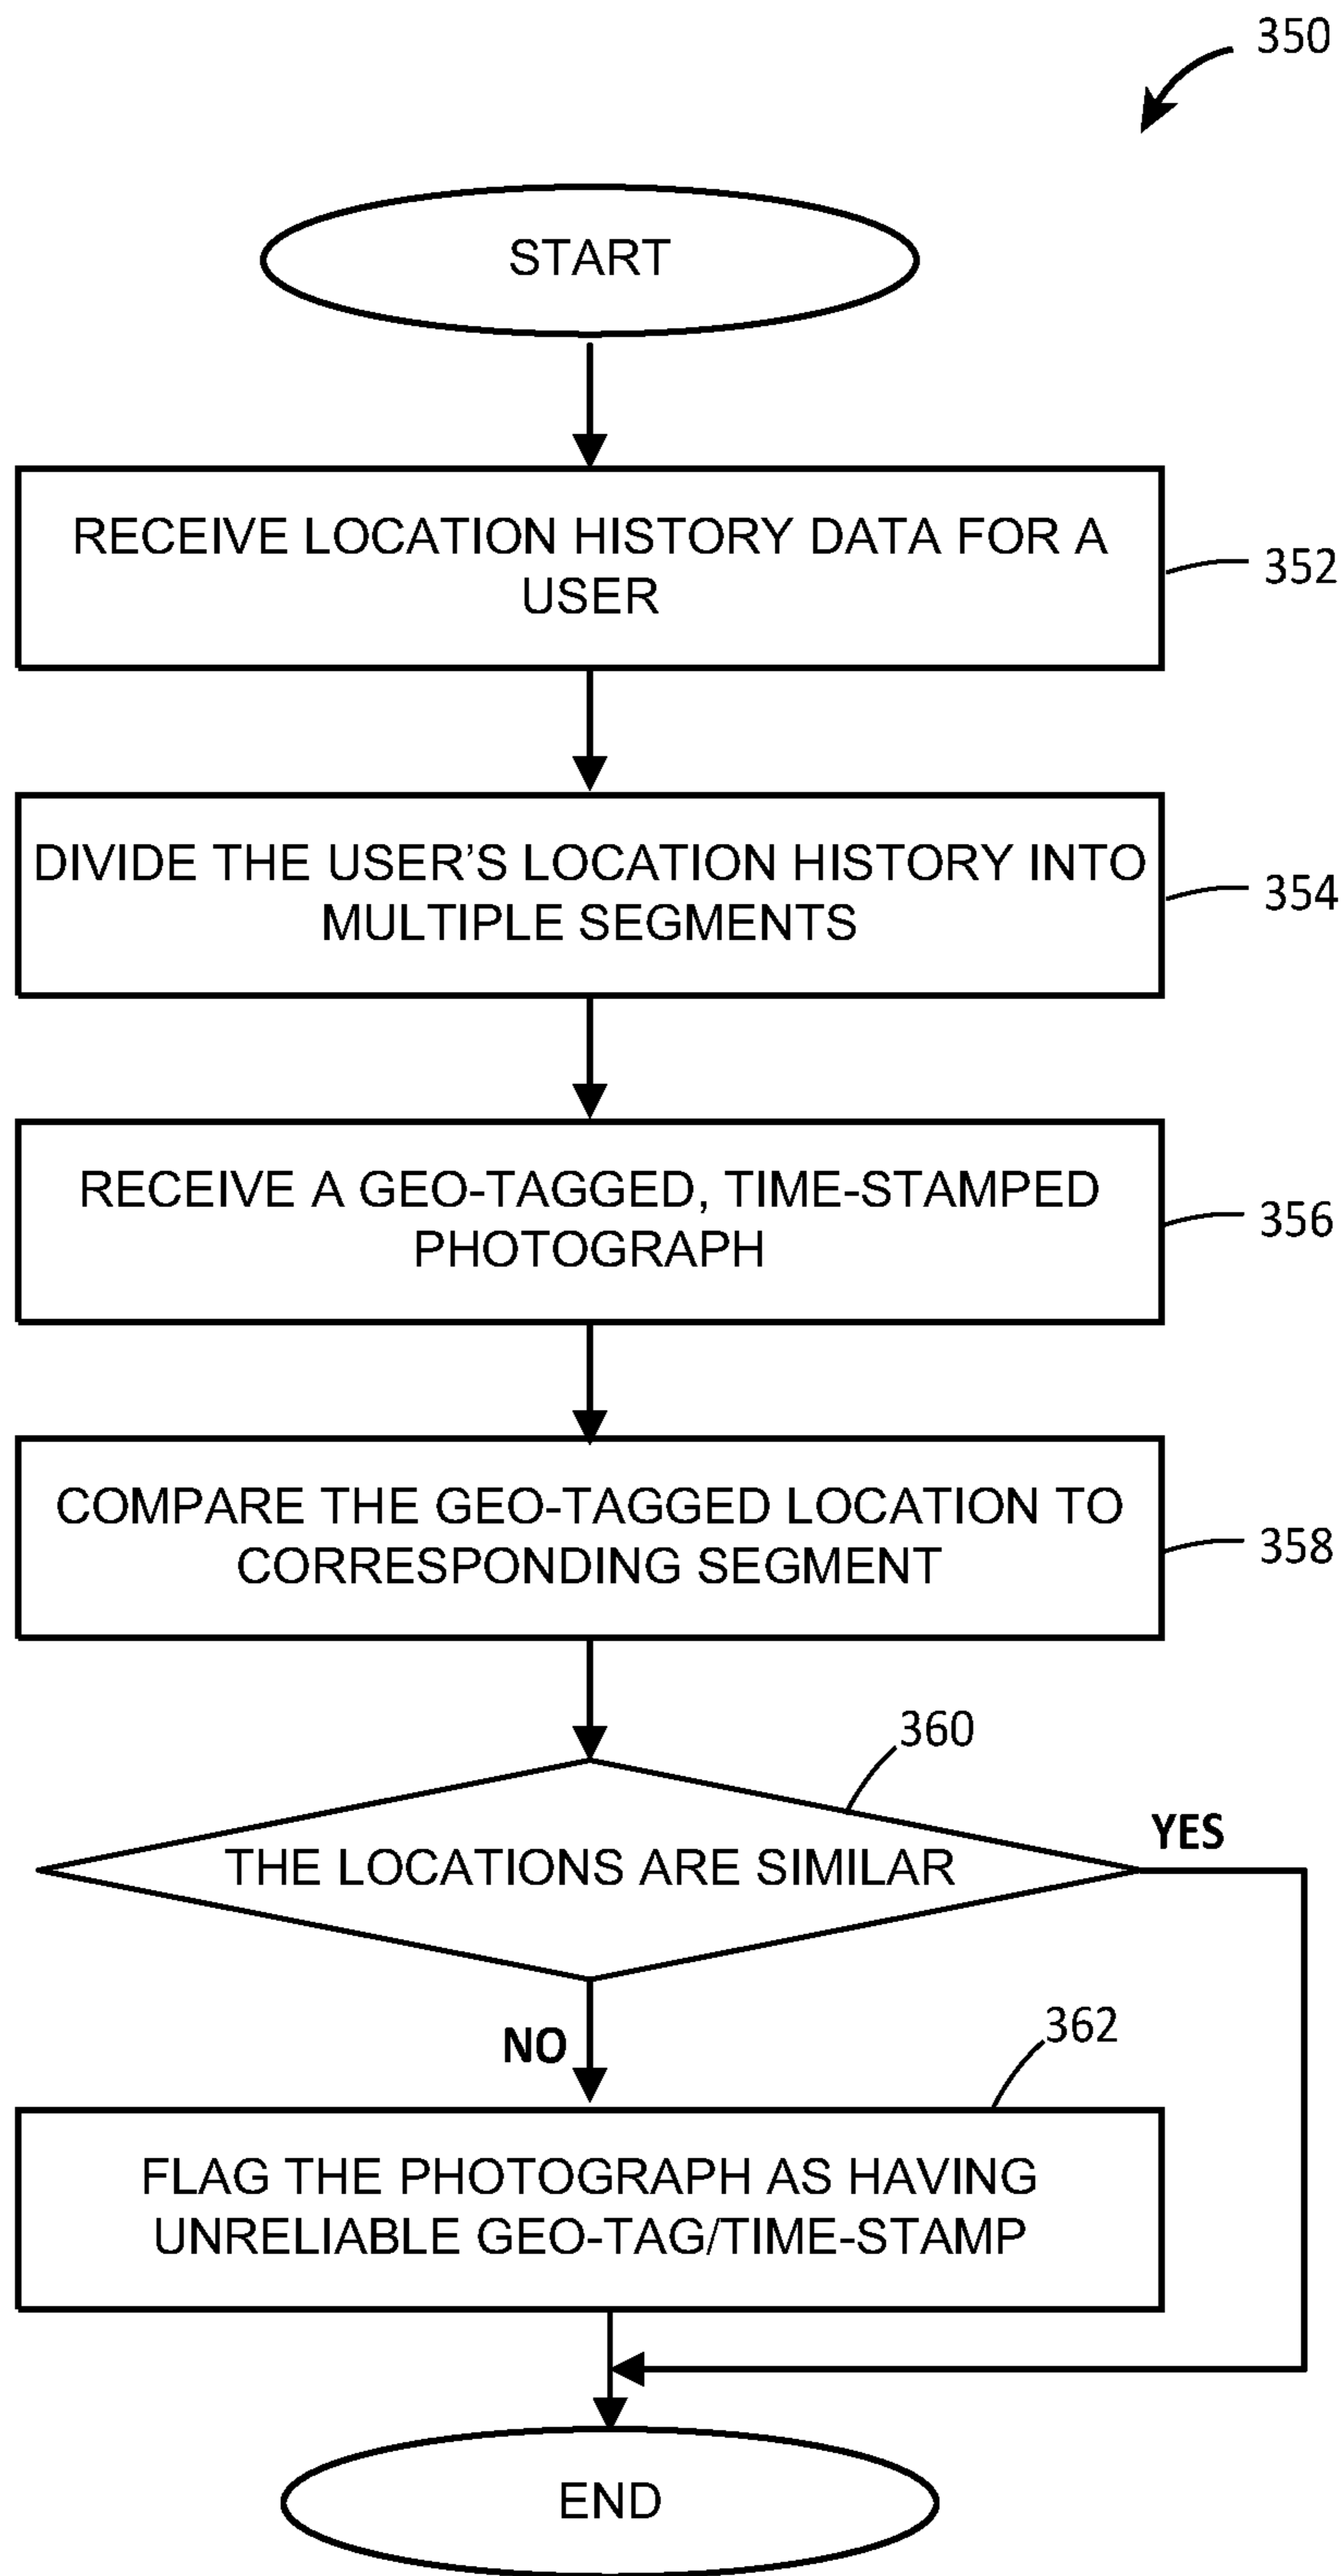 350
START
RECEIVE LOCATION HISTORY DATA FOR A
USER
352
DIVIDE THE USER’S LOCATION HISTORY INTO
MULTIPLE SEGMENTS
354
RECEIVE A GEO-TAGGED, TIME-STAMPED
PHOTOGRAPH
356
COMPARE THE GEO-TAGGED LOCATION TO
CORRESPONDING SEGMENT
358
360
THE LOCATIONS ARE SIMILAR
YES
NO
362
FLAG THE PHOTOGRAPH AS HAVING
UNRELIABLE GEO-TAG/TIME-STAMP
END